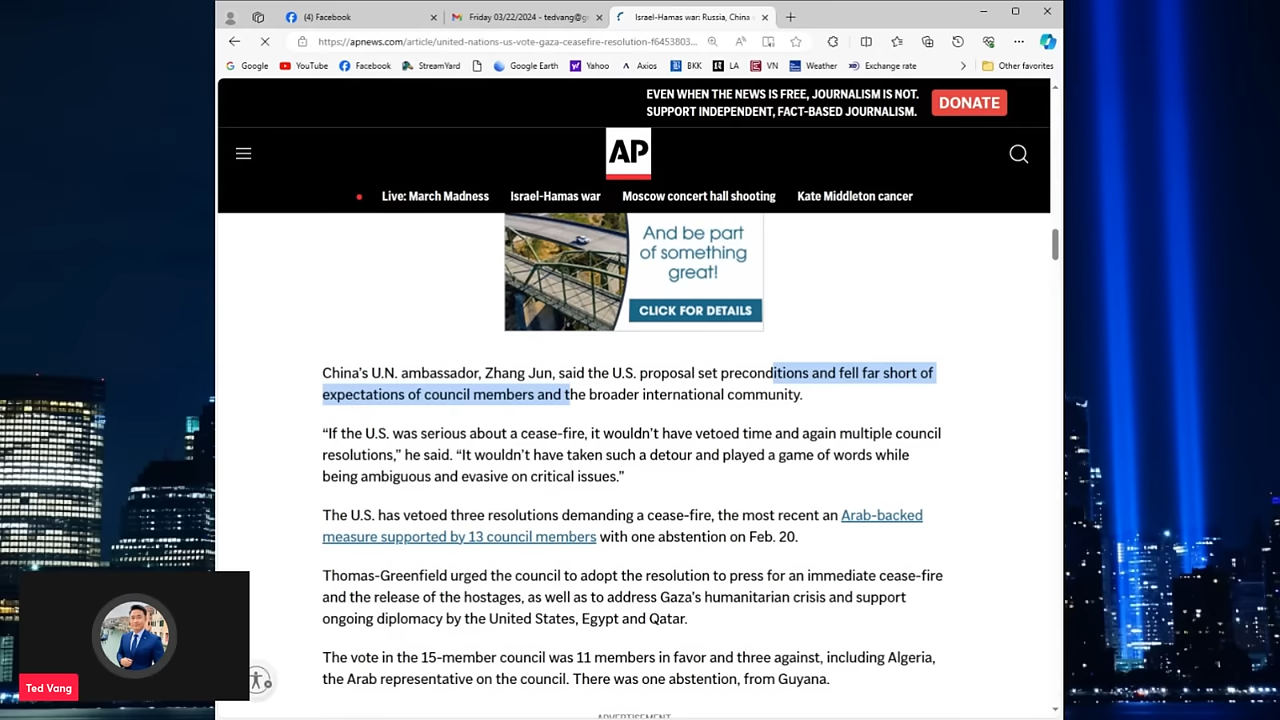 (4) Facebook
Friday 03/22/2024 - tedvang@g
Israel-Hamas war: Russia, China
https://apnews.com/article/united-nations-us-vote-gaza-ceasefire-resolution-f6453803...
Google YouTube Facebook StreamYard Google Earth Yahoo Axios BKK LA VN Weather Exchange rate Other favorites
EVEN WHEN THE NEWS IS FREE, JOURNALISM IS NOT.
SUPPORT INDEPENDENT, FACT-BASED JOURNALISM.
DONATE
AP
Live: March Madness Israel-Hamas war Moscow concert hall shooting Kate Middleton cancer
And be part
of something
great!
CLICK FOR DETAILS
China’s U.N. ambassador, Zhang Jun, said the U.S. proposal set preconditions and fell far short of
expectations of council members and the broader international community.
“If the U.S. was serious about a cease-fire, it wouldn’t have vetoed time and again multiple council
resolutions,” he said. “It wouldn’t have taken such a detour and played a game of words while
being ambiguous and evasive on critical issues.”
The U.S. has vetoed three resolutions demanding a cease-fire, the most recent an Arab-backed
measure supported by 13 council members with one abstention on Feb. 20.
Thomas-Greenfield urged the council to adopt the resolution to press for an immediate cease-fire
and the release of the hostages, as well as to address Gaza’s humanitarian crisis and support
ongoing diplomacy by the United States, Egypt and Qatar.
The vote in the 15-member council was 11 members in favor and three against, including Algeria,
the Arab representative on the council. There was one abstention, from Guyana.
ADVERTISEMENT
Ted Vang